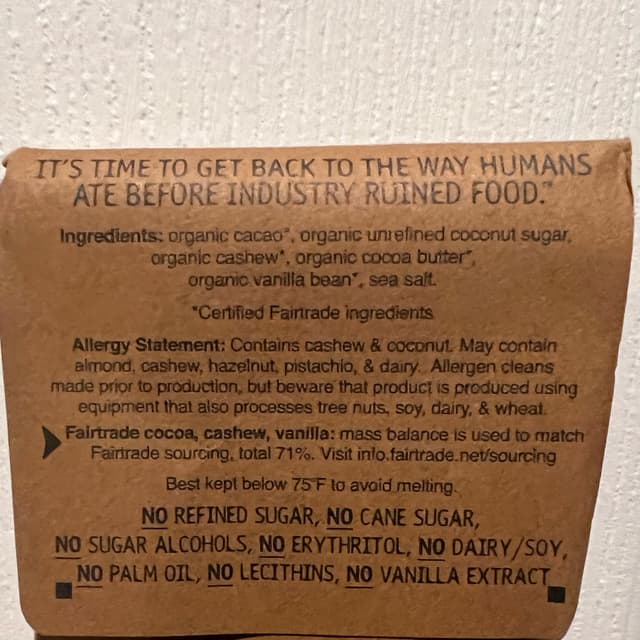 IT'S TIME TO GET BACK TO THE WAY HUMANS
ATE BEFORE INDUSTRY RUINED FOOD.™
Ingredients: organic cacao*, organic unrefined coconut sugar,
organic cashew*, organic cocoa butter*,
organic vanilla bean*, sea salt.
*Certified Fairtrade ingredients
Allergy Statement: Contains cashew & coconut. May contain
almond, cashew, hazelnut, pistachio, & dairy. Allergen cleans
made prior to production, but beware that product is produced using
equipment that also processes tree nuts, soy, dairy, & wheat.
Fairtrade cocoa, cashew, vanilla: mass balance is used to match
Fairtrade sourcing, total 71%. Visit info.fairtrade.net/sourcing
Best kept below 75°F to avoid melting.
NO REFINED SUGAR, NO CANE SUGAR,
NO SUGAR ALCOHOLS, NO ERYTHRITOL, NO DAIRY/SOY,
NO PALM OIL, NO LECITHINS, NO VANILLA EXTRACT